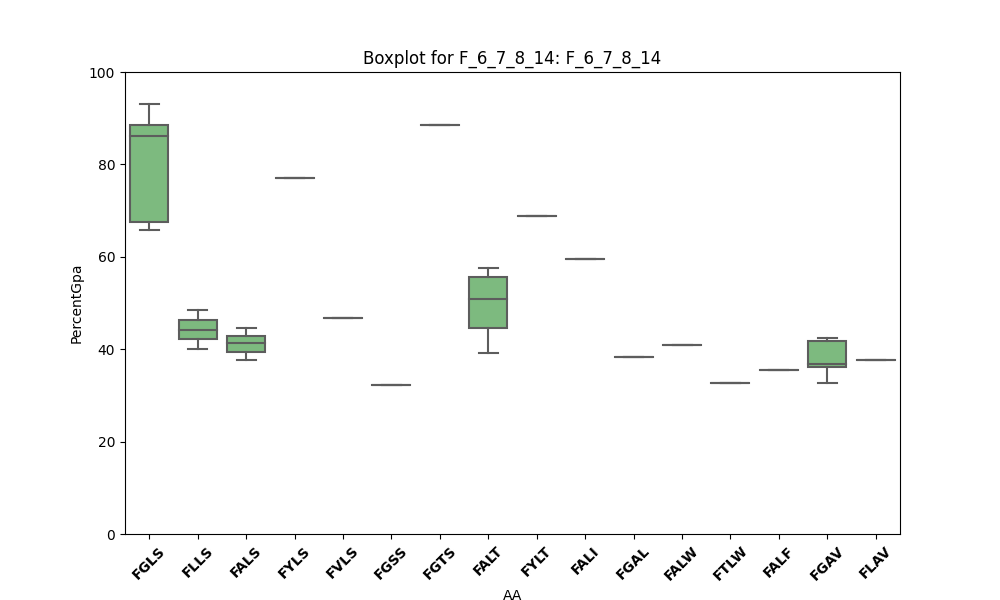 Boxplot for F_6_7_8_14: F_6_7_8_14
100
80
60
40
20
0
PercentGpa
FGLS
FLLS
FALS
FYLS
FVLS
FGSS
FGTS
FALT
FYLT
FALI
FGAL
FALW
FTLW
FALF
FGAV
FLAV
AA